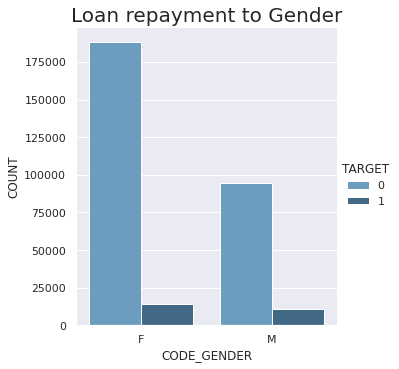 Loan repayment to Gender
COUNT
175000
150000
125000
100000
75000
50000
25000
0
F
M
CODE_GENDER
TARGET
0
1